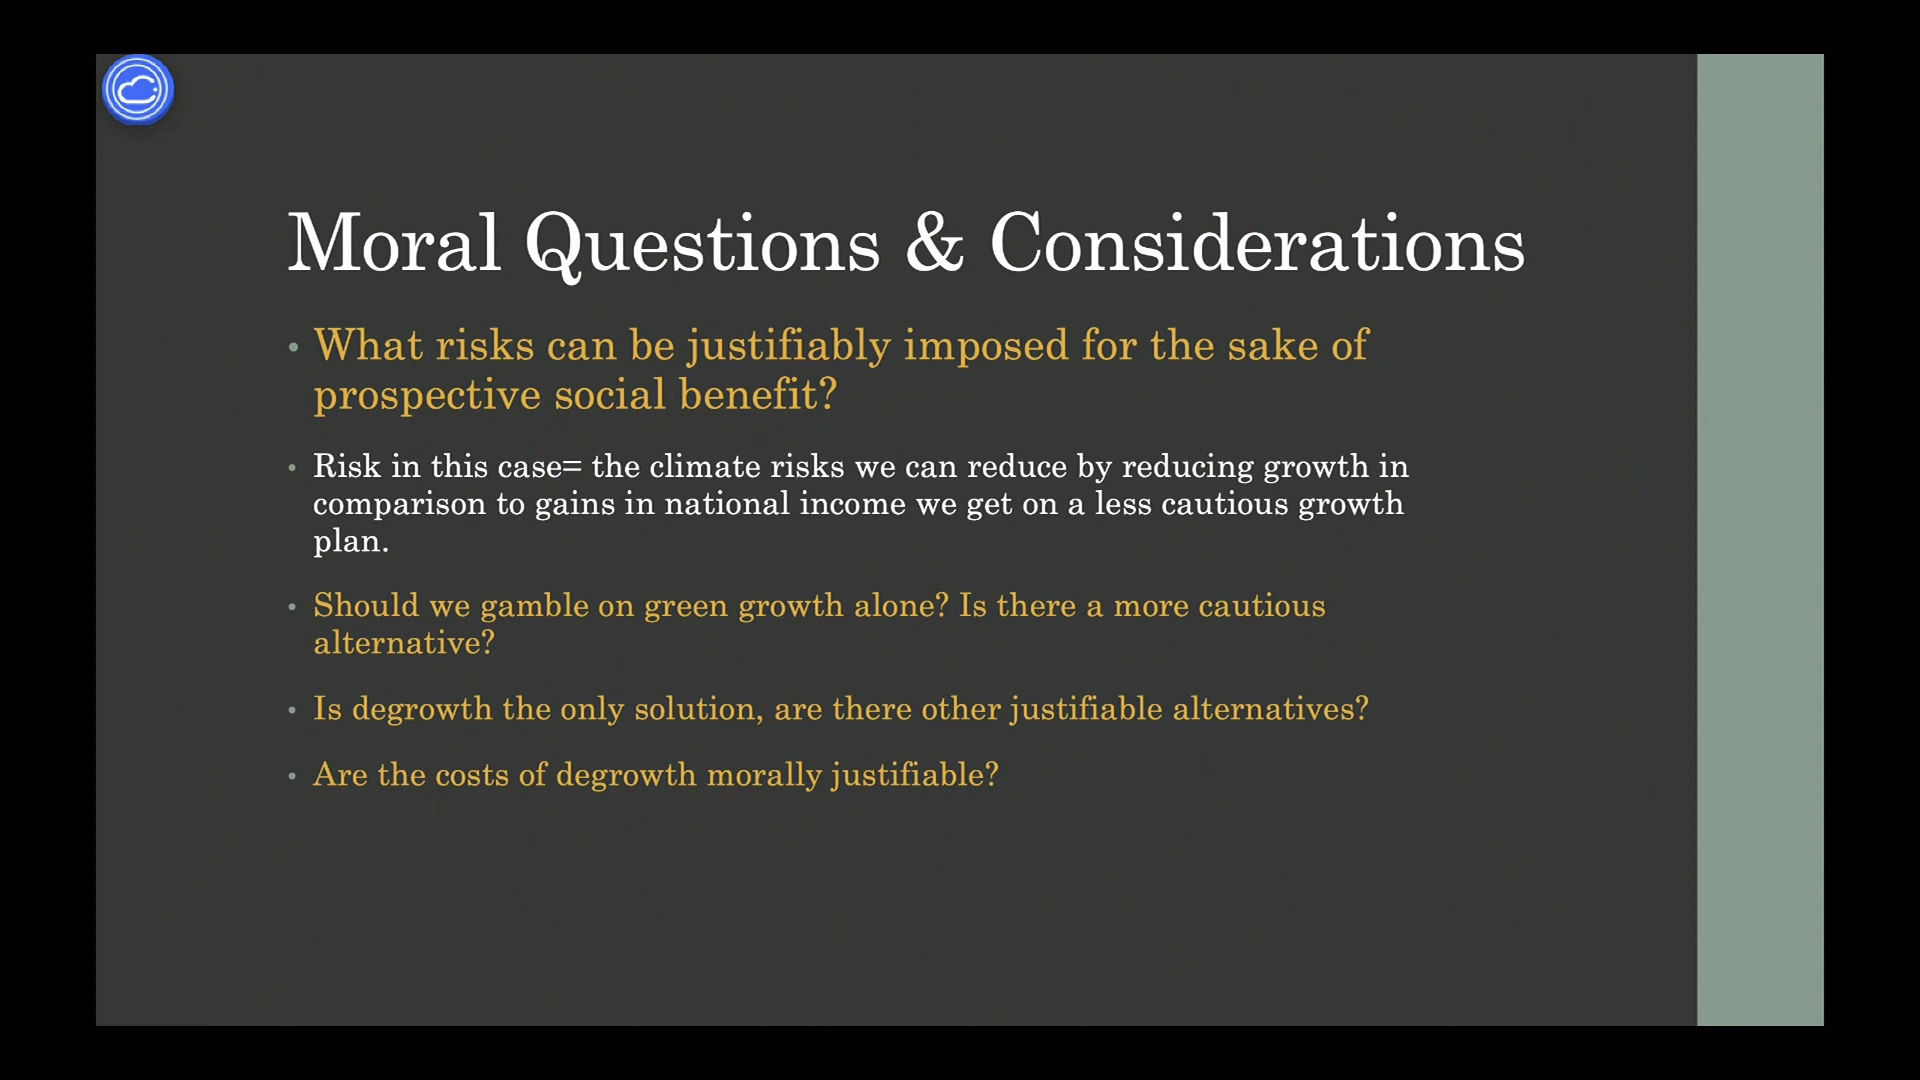 Moral Questions & Considerations
• What risks can be justifiably imposed for the sake of
prospective social benefit?
• Risk in this case= the climate risks we can reduce by reducing growth in
comparison to gains in national income we get on a less cautious growth
plan.
• Should we gamble on green growth alone? Is there a more cautious
alternative?
• Is degrowth the only solution, are there other justifiable alternatives?
• Are the costs of degrowth morally justifiable?